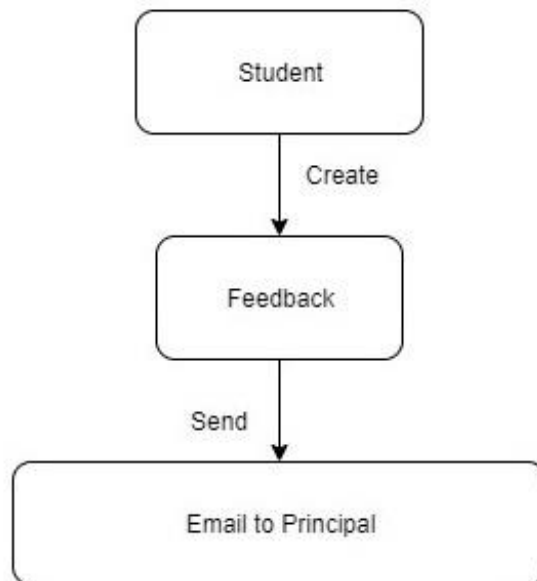 Student
Create
Feedback
Send
Email to Principal